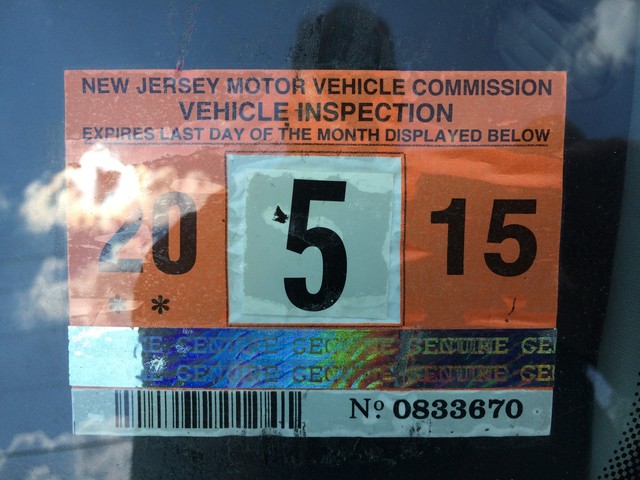 NEW JERSEY MOTOR VEHICLE COMMISSION
VEHICLE INSPECTION
EXPIRES LAST DAY OF THE MONTH DISPLAYED BELOW
20 5 15
* *
GENUINE GENUINE
GENUINE GENUINE
Nº 0833670